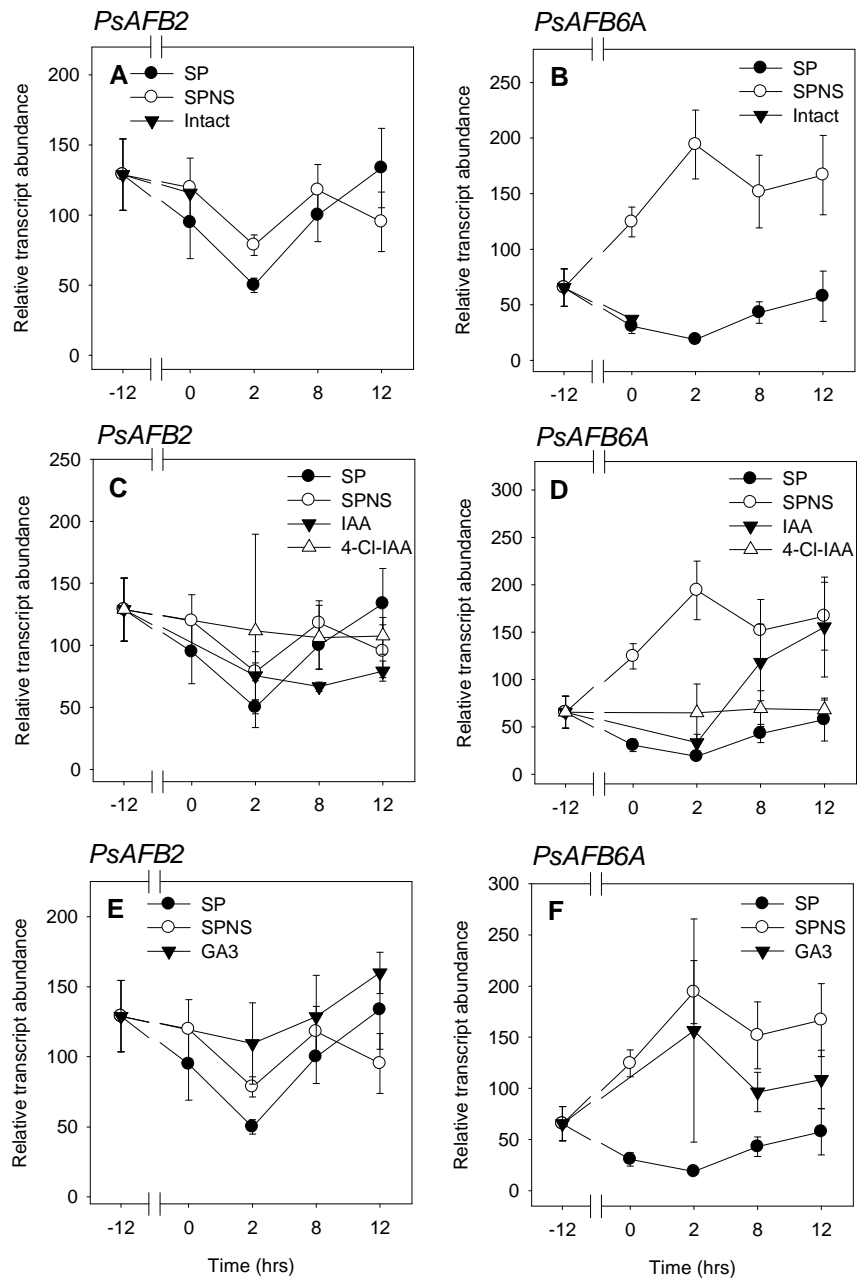 PsAFB2
PsAFB6A
A
SP
SPNS
Intact
B
SP
SPNS
Intact
Relative transcript abundance
200
150
100
50
0
-12
0
2
8
12
Relative transcript abundance
250
200
150
100
50
0
-12
0
2
8
12
PsAFB2
PsAFB6A
C
SP
SPNS
IAA
4-Cl-IAA
D
SP
SPNS
IAA
4-Cl-IAA
Relative transcript abundance
250
200
150
100
50
0
-12
0
2
8
12
Relative transcript abundance
300
250
200
150
100
50
0
-12
0
2
8
12
PsAFB2
PsAFB6A
E
SP
SPNS
GA3
F
SP
SPNS
GA3
Relative transcript abundance
200
150
100
50
0
-12
0
2
8
12
Time (hrs)
Relative transcript abundance
300
250
200
150
100
50
0
-12
0
2
8
12
Time (hrs)